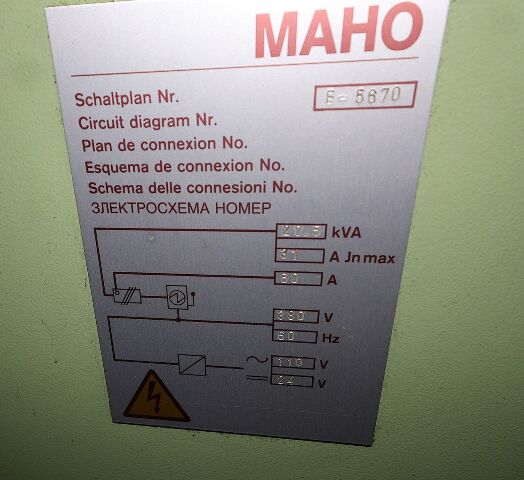 MAHO
Schaltplan Nr. E-5670
Circuit diagram Nr.
Plan de connexion No.
Esquema de connexion No.
Schema delle connesioni No.
ЗЛЕКТРОСХЕМА НОМЕР
20.5 kVA
31 A Jn max
80 A
380 V
60 Hz
~ 110 V
24 V